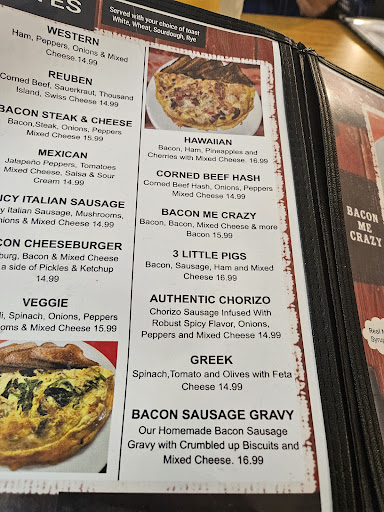 Served with your choice of toast
White, Wheat, Sourdough, Rye
WESTERN
Ham, Peppers, Onions & Mixed
Cheese.14.99
REUBEN
Corned Beef, Sauerkraut, Thousand
Island, Swiss Cheese 14.99
BACON STEAK & CHEESE
Bacon,Steak, Onions, Peppers
Mixed Cheese 15.99
MEXICAN
Jalapeño Peppers, Tomatoes
Mixed Cheese, Salsa & Sour
Cream 14.99
ITALIAN SAUSAGE
Italian Sausage, Mushrooms,
& Mixed Cheese 14.99
CHEESEBURGER
Bacon & Mixed Cheese
a side of Pickles & Ketchup
14.99
VEGGIE
Spinach, Onions, Peppers
& Mixed Cheese 15.99
HAWAIIAN
Bacon, Ham, Pineapples and
Cherries with Mixed Cheese. 16.99
CORNED BEEF HASH
Corned Beef Hash, Onions, Peppers
Mixed Cheese 14.99
BACON ME CRAZY
Bacon, Bacon, Mixed Cheese & more
Bacon 15.99
3 LITTLE PIGS
Bacon, Sausage, Ham and Mixed
Cheese 16.99
AUTHENTIC CHORIZO
Chorizo Sausage Infused With
Robust Spicy Flavor, Onions,
Peppers and Mixed Cheese 14.99
GREEK
Spinach,Tomato and Olives with Feta
Cheese 14.99
BACON SAUSAGE GRAVY
Our Homemade Bacon Sausage
Gravy with Crumbled up Biscuits and
Mixed Cheese. 16.99
BACON
ME
CRAZY
Real